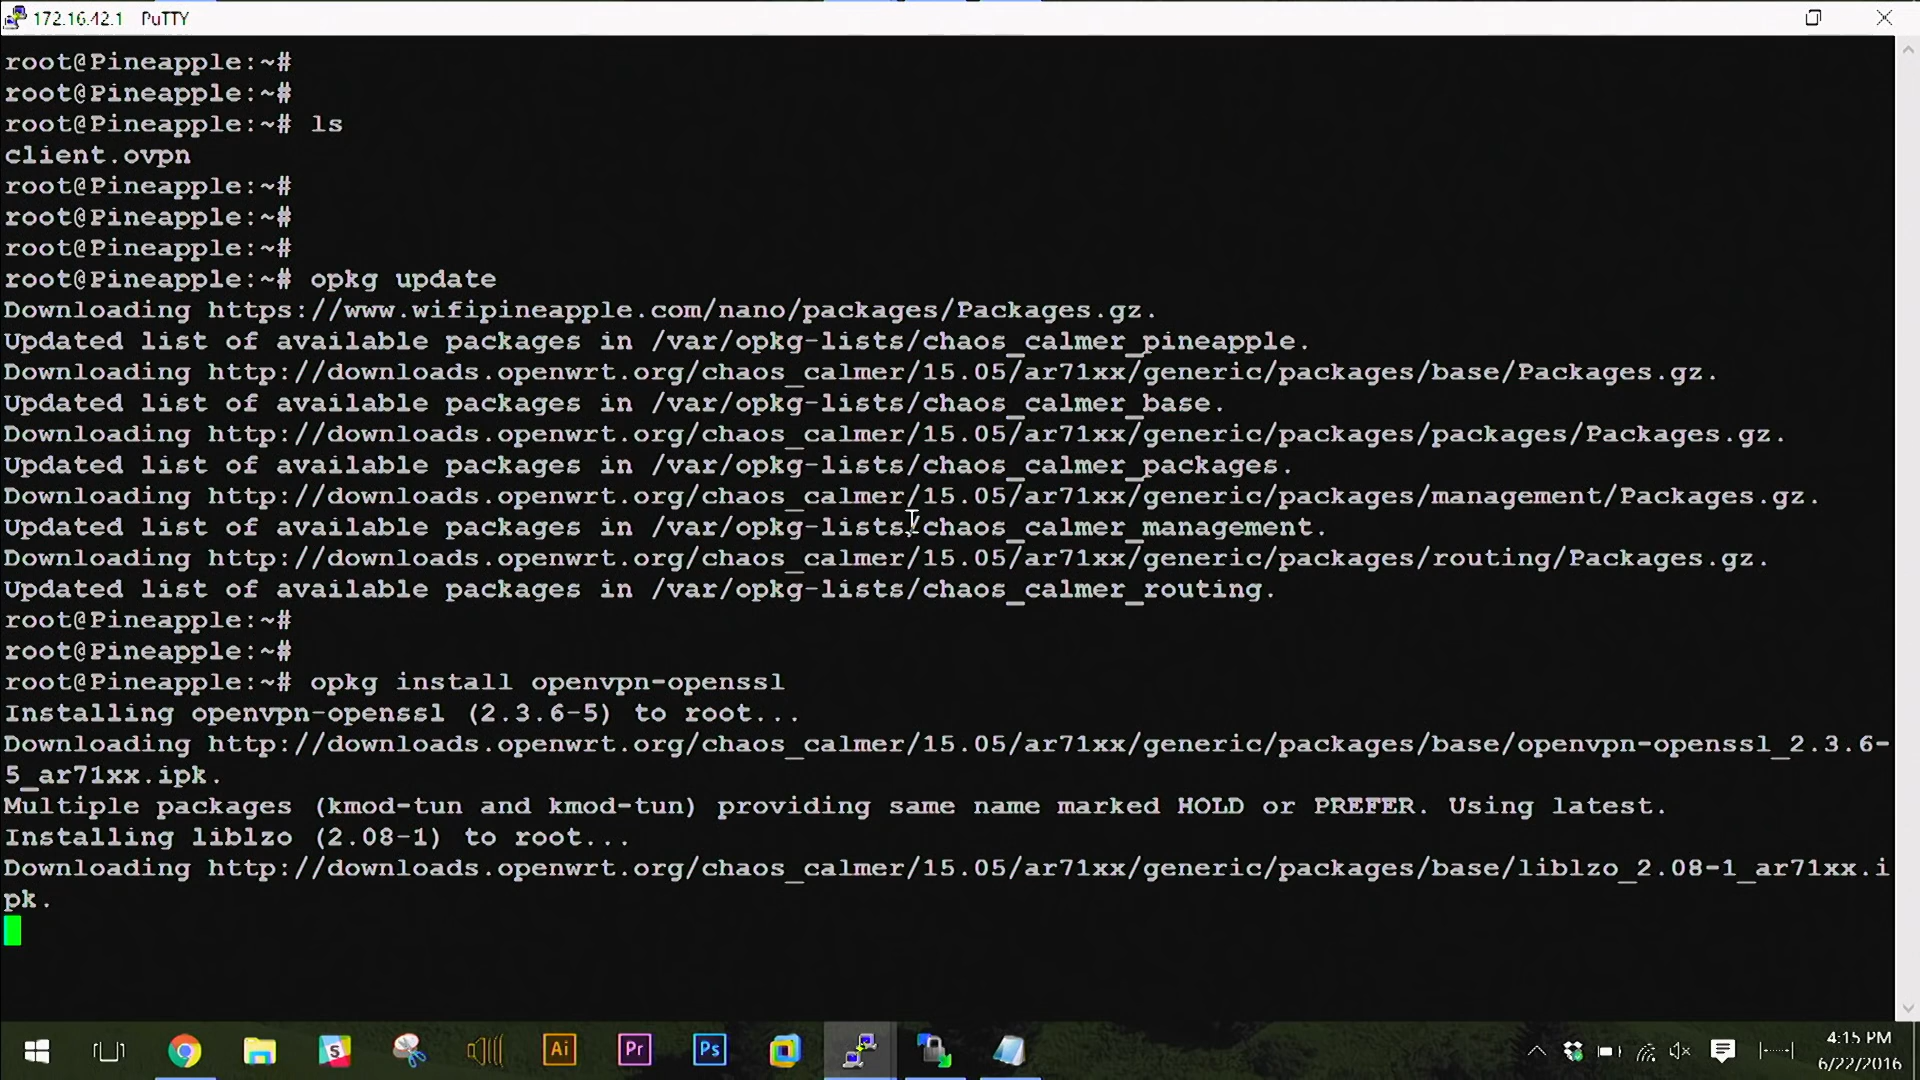 172.16.42.1 PuTTY
root@Pineapple:~#
root@Pineapple:~#
root@Pineapple:~# ls
client.ovpn
root@Pineapple:~#
root@Pineapple:~#
root@Pineapple:~#
root@Pineapple:~# opkg update
Downloading https://www.wifipineapple.com/nano/packages/Packages.gz.
Updated list of available packages in /var/opkg-lists/chaos_calmer_pineapple.
Downloading http://downloads.openwrt.org/chaos_calmer/15.05/ar71xx/generic/packages/base/Packages.gz.
Updated list of available packages in /var/opkg-lists/chaos_calmer_base.
Downloading http://downloads.openwrt.org/chaos_calmer/15.05/ar71xx/generic/packages/packages/Packages.gz.
Updated list of available packages in /var/opkg-lists/chaos_calmer_packages.
Downloading http://downloads.openwrt.org/chaos_calmer/15.05/ar71xx/generic/packages/management/Packages.gz.
Updated list of available packages in /var/opkg-lists/chaos_calmer_management.
Downloading http://downloads.openwrt.org/chaos_calmer/15.05/ar71xx/generic/packages/routing/Packages.gz.
Updated list of available packages in /var/opkg-lists/chaos_calmer_routing.
root@Pineapple:~#
root@Pineapple:~#
root@Pineapple:~# opkg install openvpn-openssl
Installing openvpn-openssl (2.3.6-5) to root...
Downloading http://downloads.openwrt.org/chaos_calmer/15.05/ar71xx/generic/packages/base/openvpn-openssl_2.3.6-
5_ar71xx.ipk.
Multiple packages (kmod-tun and kmod-tun) providing same name marked HOLD or PREFER. Using latest.
Installing liblzo (2.08-1) to root...
Downloading http://downloads.openwrt.org/chaos_calmer/15.05/ar71xx/generic/packages/base/liblzo_2.08-1_ar71xx.i
pk.
S
Ai
Pr
Ps
4:15 PM
6/22/2016